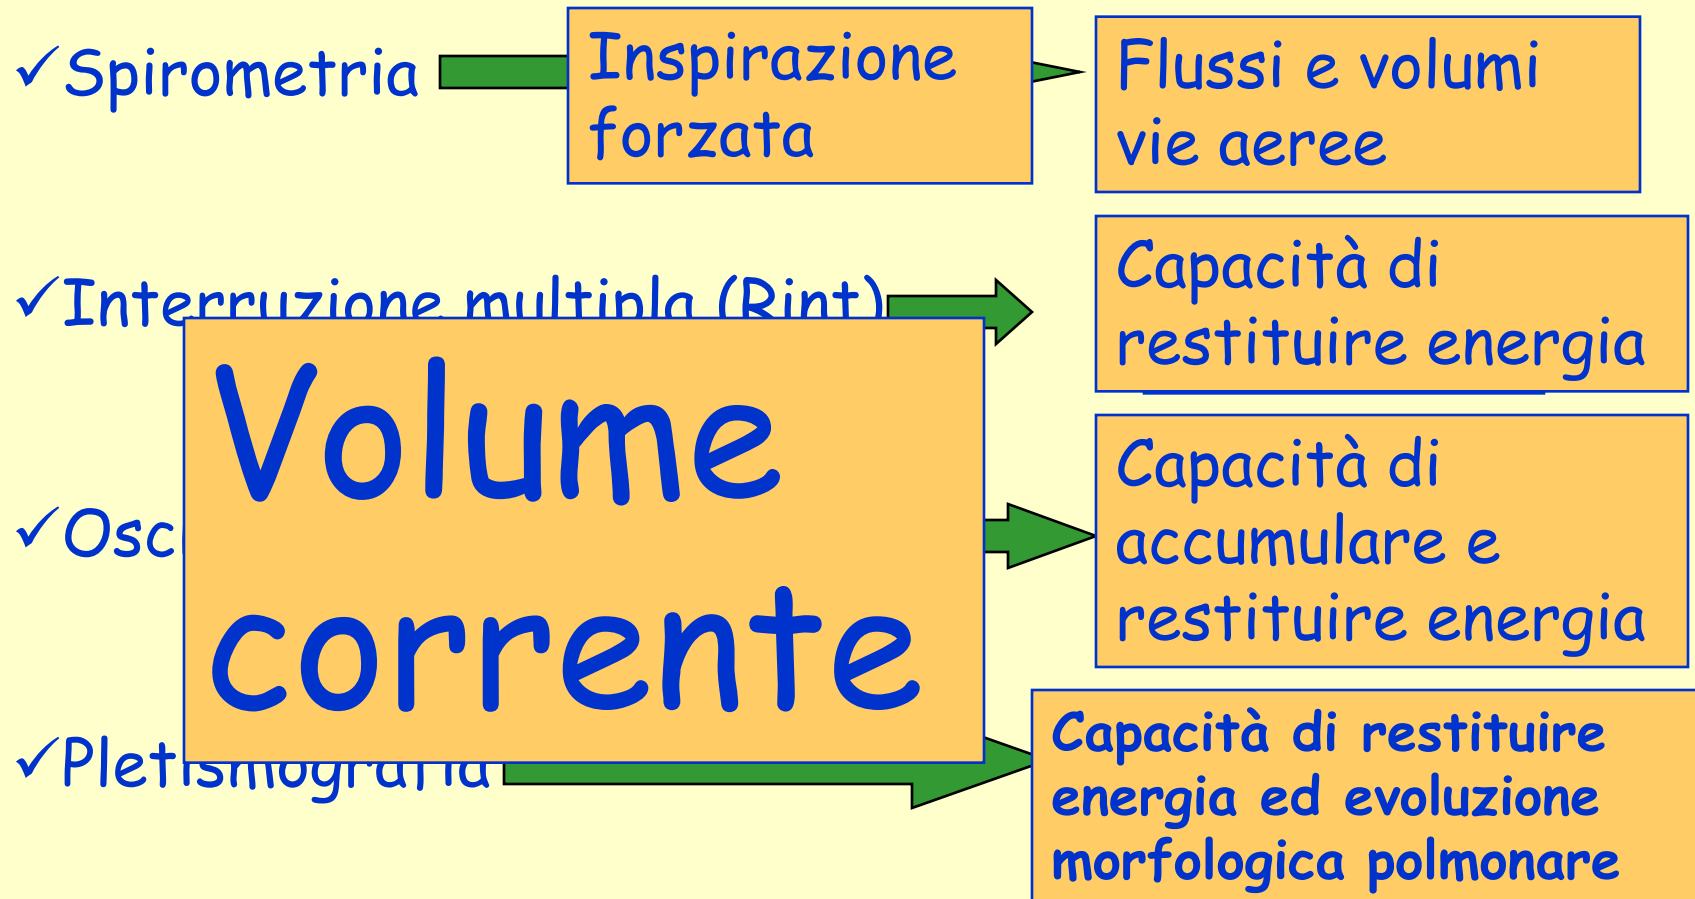 ✓Spirometria
Inspirazione
forzata
Flussi e volumi
vie aeree
✓Interruzione multipla (Rint)
Capacità di
restituire energia
Volume
corrente
✓Osc
Capacità di
accumulare e
restituire energia
✓Pletismografia
Capacità di restituire
energia ed evoluzione
morfologica polmonare